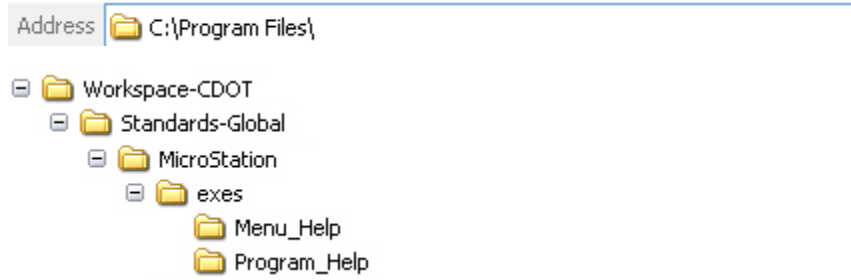 Address C:\Program Files\
Workspace-CDOT
Standards-Global
MicroStation
exes
Menu_Help
Program_Help